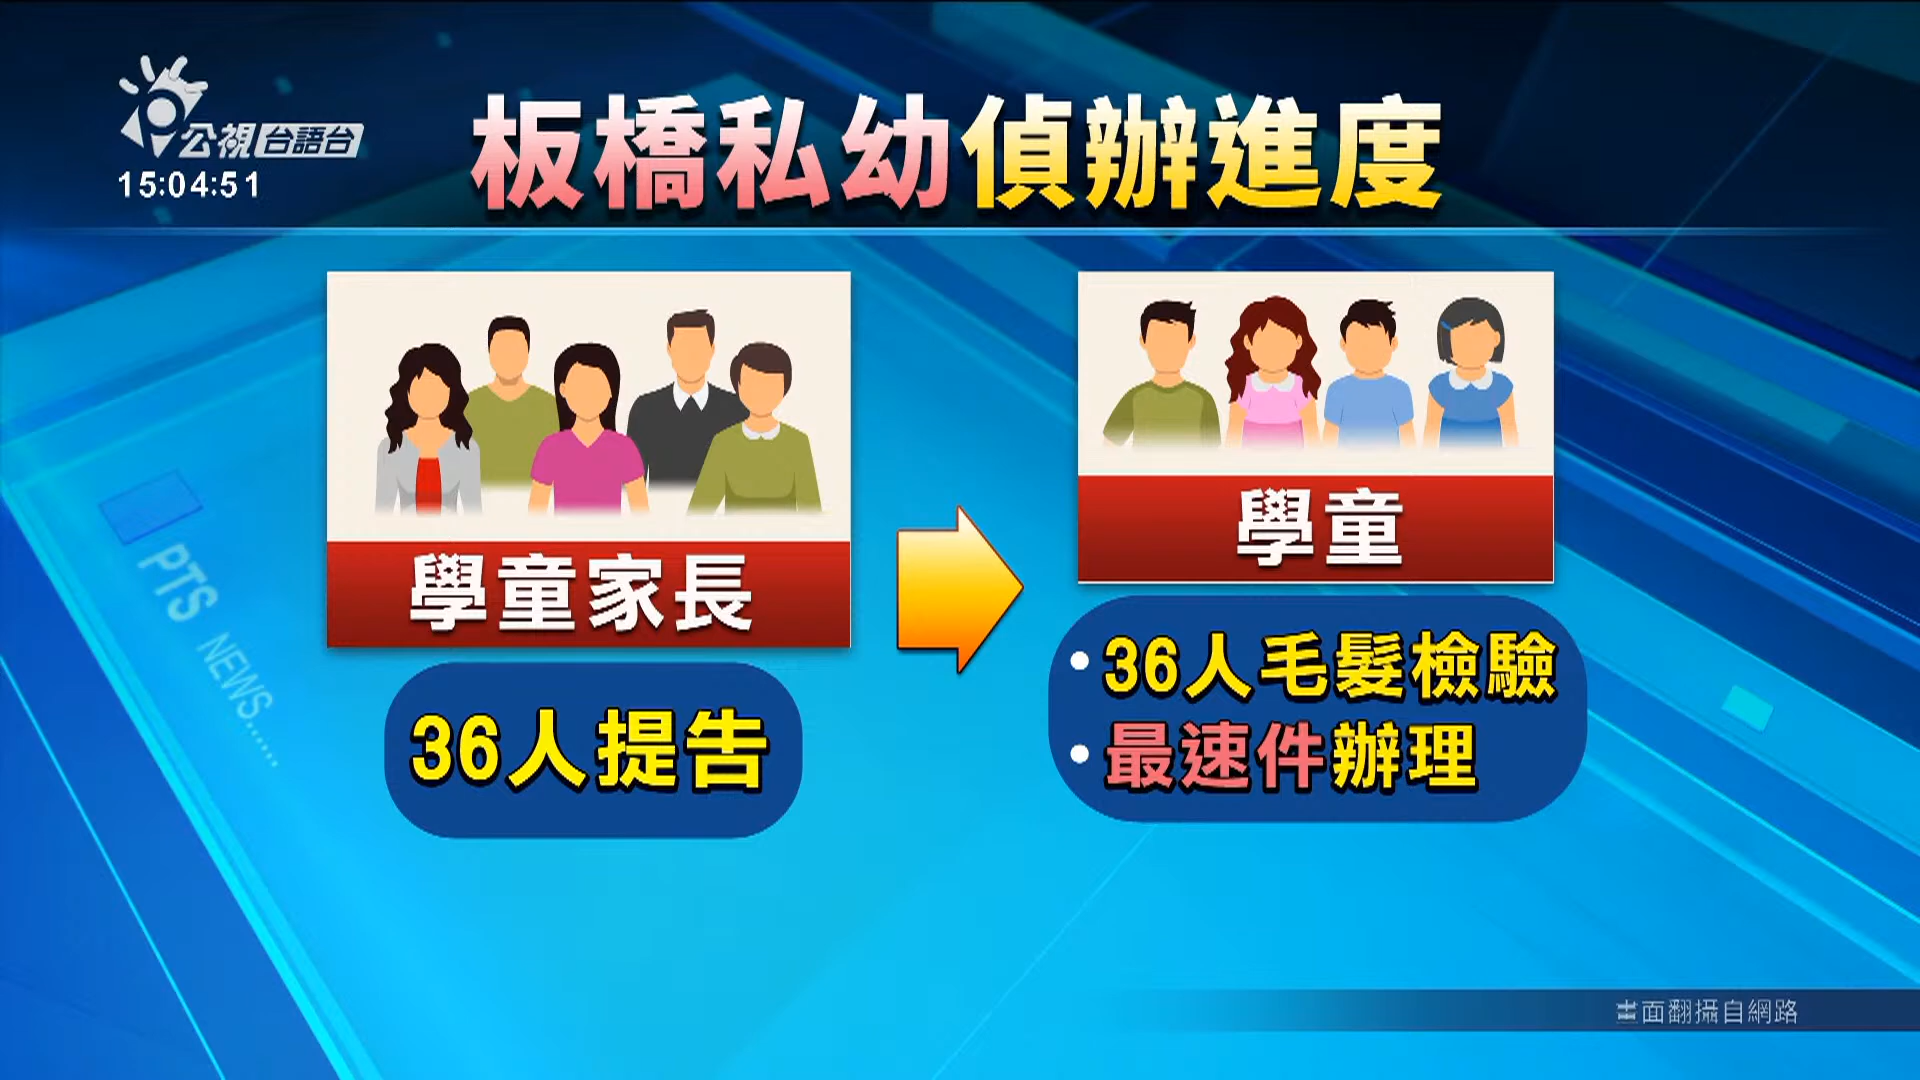 公視台語台
15:04:51
板橋私幼偵辦進度
學童家長
36人提告
學童
• 36人毛髮檢驗
• 最速件辦理
PTS NEWS......
畫面翻攝自網路